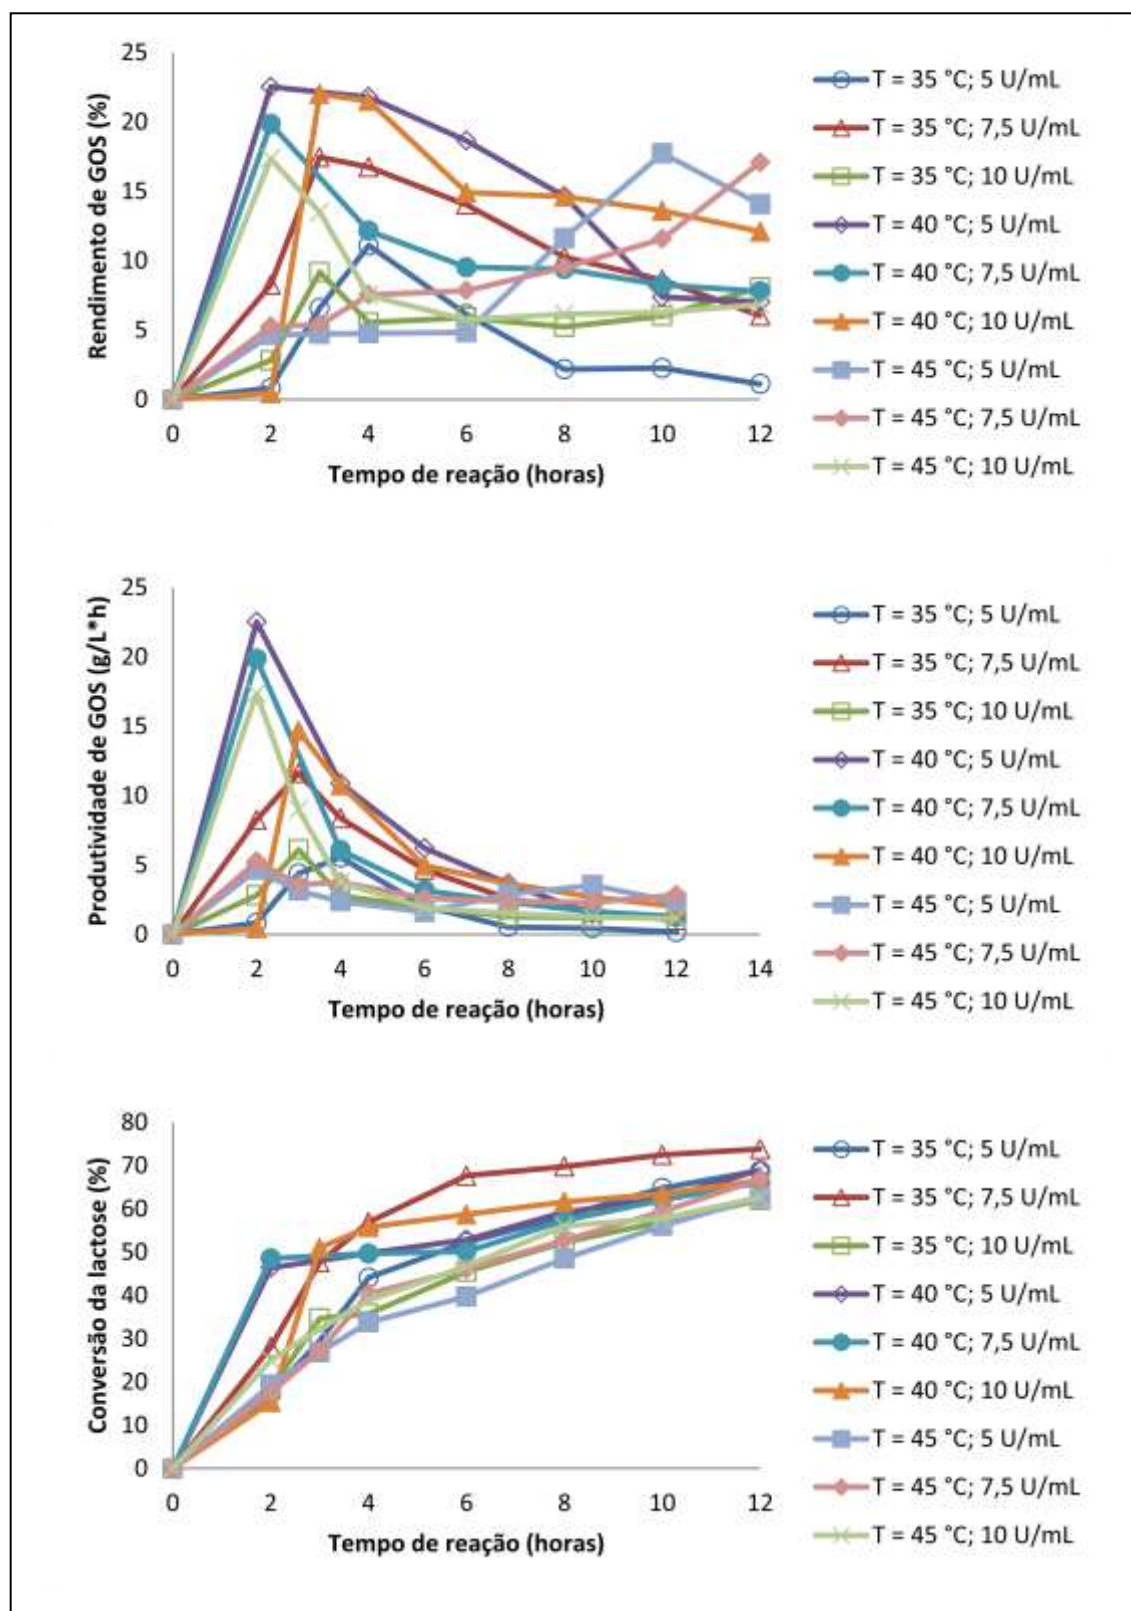 25
20
15
10
5
0
Rendimento de GOS (%)
0 2 4 6 8 10 12
Tempo de reação (horas)
T = 35 °C; 5 U/mL
T = 35 °C; 7,5 U/mL
T = 35 °C; 10 U/mL
T = 40 °C; 5 U/mL
T = 40 °C; 7,5 U/mL
T = 40 °C; 10 U/mL
T = 45 °C; 5 U/mL
T = 45 °C; 7,5 U/mL
T = 45 °C; 10 U/mL
25
20
15
10
5
0
Produtividade de GOS (g/L*h)
0 2 4 6 8 10 12 14
Tempo de reação (horas)
T = 35 °C; 5 U/mL
T = 35 °C; 7,5 U/mL
T = 35 °C; 10 U/mL
T = 40 °C; 5 U/mL
T = 40 °C; 7,5 U/mL
T = 40 °C; 10 U/mL
T = 45 °C; 5 U/mL
T = 45 °C; 7,5 U/mL
T = 45 °C; 10 U/mL
80
70
60
50
40
30
20
10
0
Conversão da lactose (%)
0 2 4 6 8 10 12
Tempo de reação (horas)
T = 35 °C; 5 U/mL
T = 35 °C; 7,5 U/mL
T = 35 °C; 10 U/mL
T = 40 °C; 5 U/mL
T = 40 °C; 7,5 U/mL
T = 40 °C; 10 U/mL
T = 45 °C; 5 U/mL
T = 45 °C; 7,5 U/mL
T = 45 °C; 10 U/mL